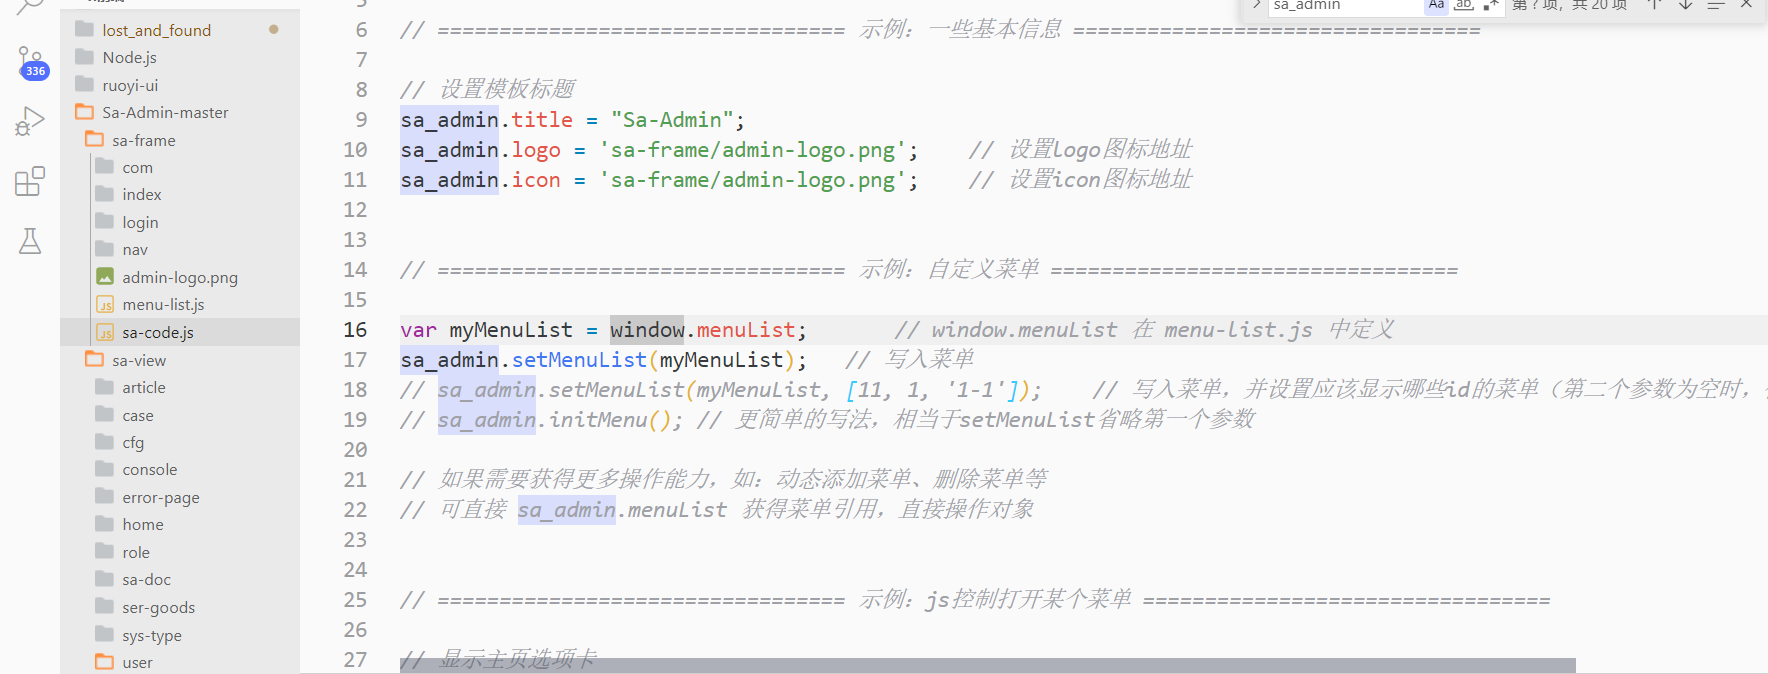 lost_and_found
Node.js
ruoyi-ui
Sa-Admin-master
sa-frame
com
index
login
nav
admin-logo.png
menu-list.js
sa-code.js
sa-view
article
case
cfg
console
error-page
home
role
sa-doc
ser-goods
sys-type
user
336
sa_admin Aa ab 第 ? 项, 共 20 项
6 // ================================= 示例：一些基本信息 =================================
7
8 // 设置模板标题
9 sa_admin.title = "Sa-Admin";
10 sa_admin.logo = 'sa-frame/admin-logo.png';    // 设置logo图标地址
11 sa_admin.icon = 'sa-frame/admin-logo.png';    // 设置icon图标地址
12
13
14 // ================================= 示例：自定义菜单 =================================
15
16 var myMenuList = window.menuList;       // window.menuList 在 menu-list.js 中定义
17 sa_admin.setMenuList(myMenuList);   // 写入菜单
18 // sa_admin.setMenuList(myMenuList, [11, 1, '1-1']);    // 写入菜单，并设置应该显示哪些id的菜单（第二个参数为空时，
19 // sa_admin.initMenu(); // 更简单的写法，相当于setMenuList省略第一个参数
20
21 // 如果需要获得更多操作能力，如：动态添加菜单、删除菜单等
22 // 可直接 sa_admin.menuList 获得菜单引用，直接操作对象
23
24
25 // ================================= 示例：js控制打开某个菜单 =================================
26
27 // 显示主页选项卡